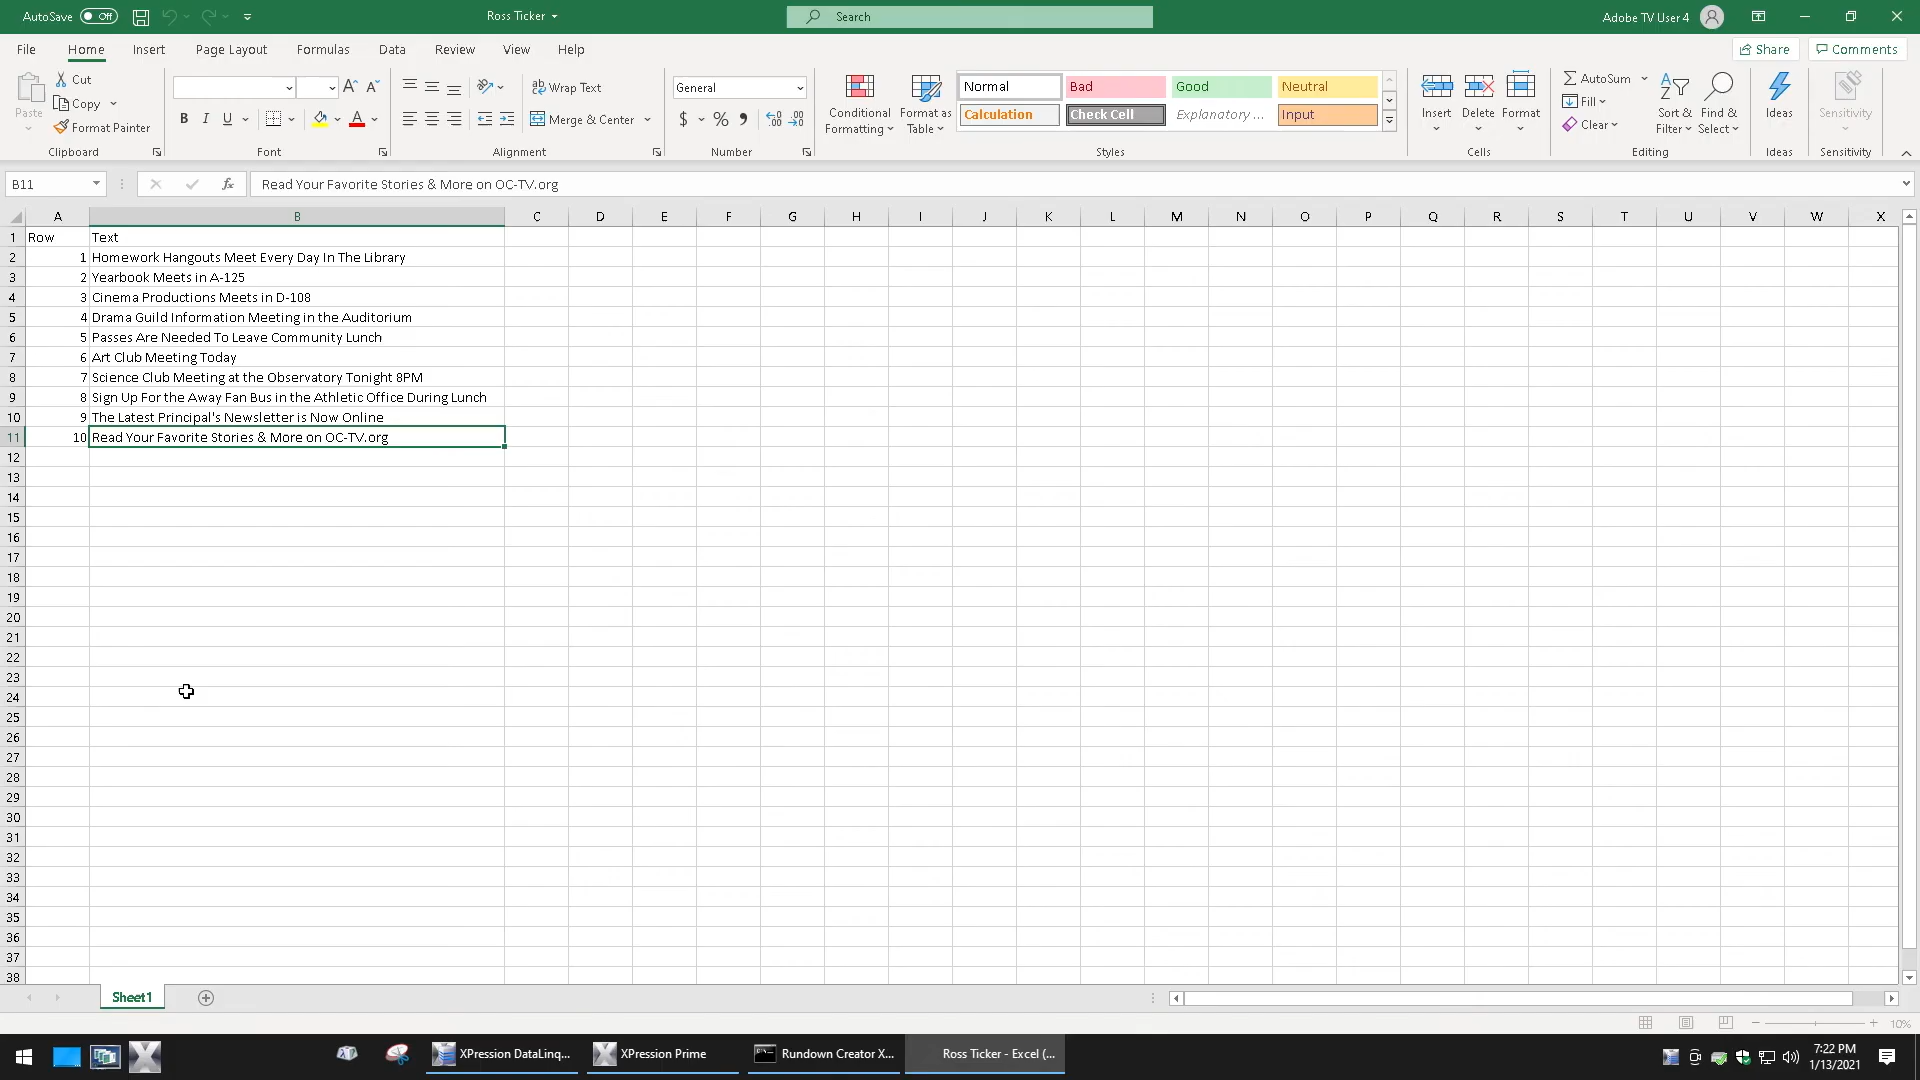 AutoSave Off Ross Ticker Search Adobe TV User 4
File Home Insert Page Layout Formulas Data Review View Help Share Comments
Paste
Cut
Copy
Format Painter
Clipboard
B I U
Font
Wrap Text
Merge & Center
Alignment
General
$ % ,
Number
Conditional Formatting
Format as Table
Normal Bad Good Neutral
Calculation Check Cell Explanatory ... Input
Styles
Insert Delete Format
Cells
AutoSum
Fill
Clear
Sort & Filter
Find & Select
Editing
Ideas
Ideas
Sensitivity
Sensitivity
B11 fx Read Your Favorite Stories & More on OC-TV.org
A B C D E F G H I J K L M N O P Q R S T U V W X
1 Row Text
2 1 Homework Hangouts Meet Every Day In The Library
3 2 Yearbook Meets in A-125
4 3 Cinema Productions Meets in D-108
5 4 Drama Guild Information Meeting in the Auditorium
6 5 Passes Are Needed To Leave Community Lunch
7 6 Art Club Meeting Today
8 7 Science Club Meeting at the Observatory Tonight 8PM
9 8 Sign Up For the Away Fan Bus in the Athletic Office During Lunch
10 9 The Latest Principal's Newsletter is Now Online
11 10 Read Your Favorite Stories & More on OC-TV.org
12
13
14
15
16
17
18
19
20
21
22
23
24
25
26
27
28
29
30
31
32
33
34
35
36
37
38
Sheet1
10%
XPression DataLinq... XPression Prime Rundown Creator X... Ross Ticker - Excel (... 7:22 PM
1/13/2021